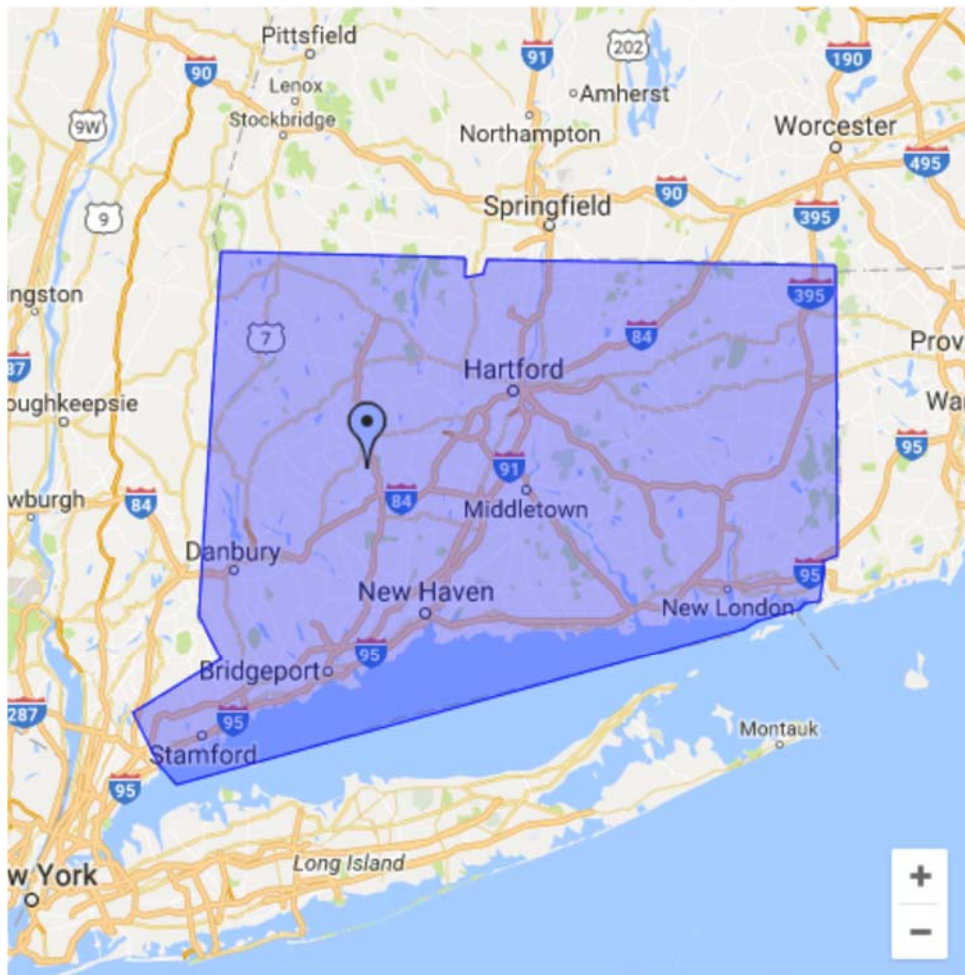 Pittsfield
90
91
202
190
Lenox
Amherst
Stockbridge
9W
Northampton
Worcester
495
9
90
Springfield
395
ngston
395
7
84
87
Prov
Hartford
oughkeepsie
Wa
95
91
wburgh
84
84
Middletown
Danbury
95
New Haven
New London
95
Bridgeport
287
95
Stamford
Montauk
95
Long Island
w York
+
−